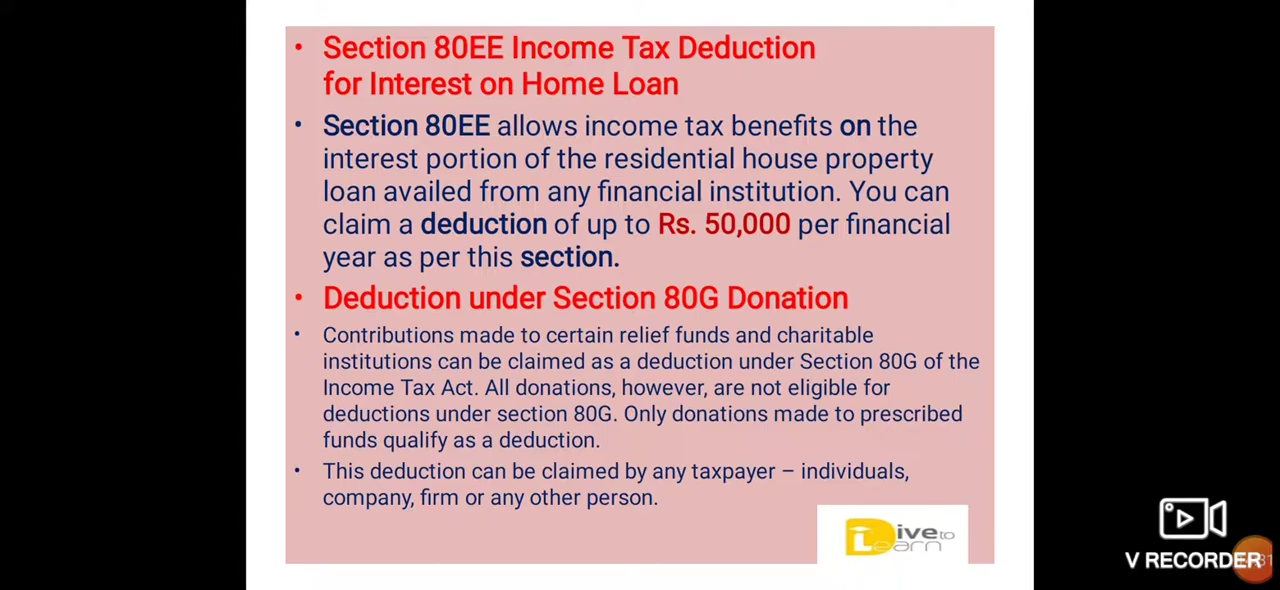 • Section 80EE Income Tax Deduction
for Interest on Home Loan
• Section 80EE allows income tax benefits on the
interest portion of the residential house property
loan availed from any financial institution. You can
claim a deduction of up to Rs. 50,000 per financial
year as per this section.
• Deduction under Section 80G Donation
• Contributions made to certain relief funds and charitable
institutions can be claimed as a deduction under Section 80G of the
Income Tax Act. All donations, however, are not eligible for
deductions under section 80G. Only donations made to prescribed
funds qualify as a deduction.
• This deduction can be claimed by any taxpayer – individuals,
company, firm or any other person.
Dive to
Learn
V RECORDER